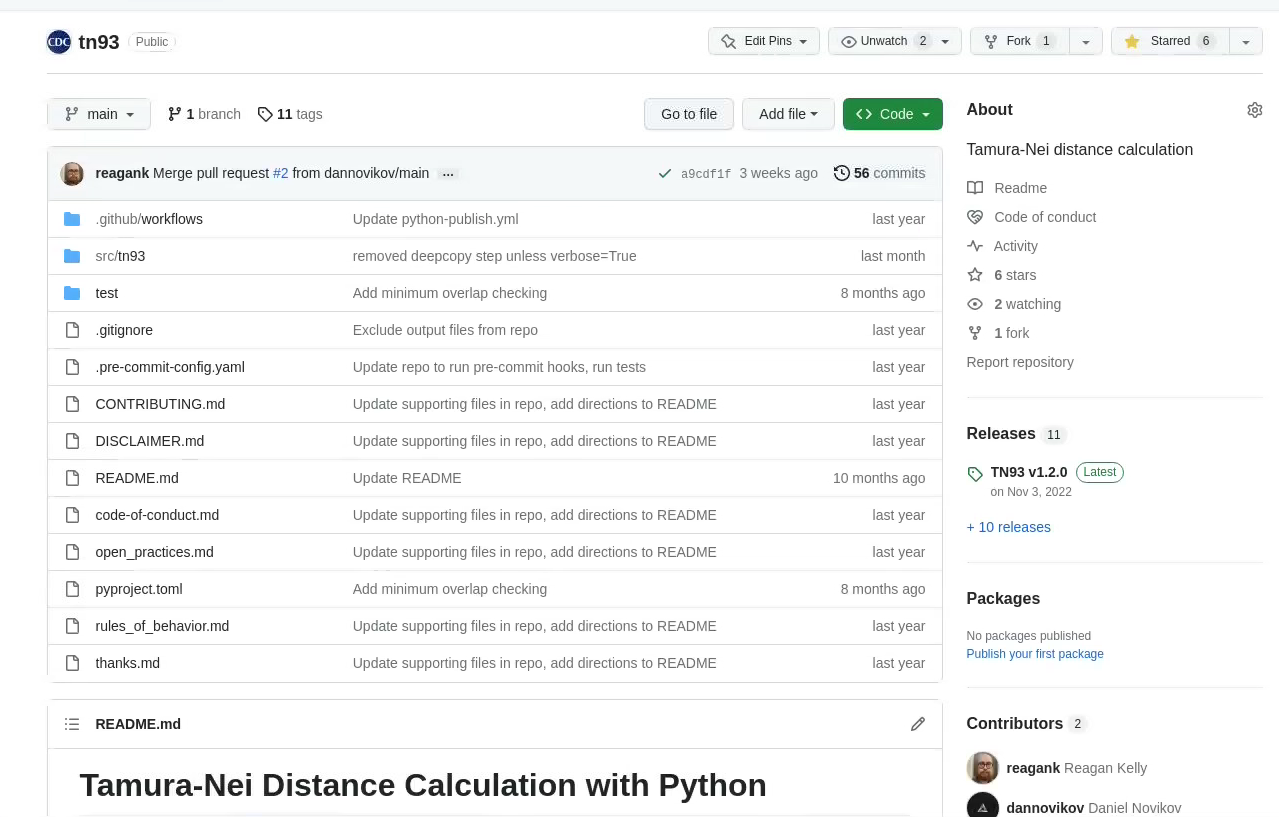 CDC tn93 Public Edit Pins Unwatch 2 Fork 1 Starred 6
main 1 branch 11 tags Go to file Add file Code
reagank Merge pull request #2 from dannovikov/main ... a9cdf1f 3 weeks ago 56 commits
.github/workflows Update python-publish.yml last year
src/tn93 removed deepcopy step unless verbose=True last month
test Add minimum overlap checking 8 months ago
.gitignore Exclude output files from repo last year
.pre-commit-config.yaml Update repo to run pre-commit hooks, run tests last year
CONTRIBUTING.md Update supporting files in repo, add directions to README last year
DISCLAIMER.md Update supporting files in repo, add directions to README last year
README.md Update README 10 months ago
code-of-conduct.md Update supporting files in repo, add directions to README last year
open_practices.md Update supporting files in repo, add directions to README last year
pyproject.toml Add minimum overlap checking 8 months ago
rules_of_behavior.md Update supporting files in repo, add directions to README last year
thanks.md Update supporting files in repo, add directions to README last year
README.md
Tamura-Nei Distance Calculation with Python
About
Tamura-Nei distance calculation
Readme
Code of conduct
Activity
6 stars
2 watching
1 fork
Report repository
Releases 11
TN93 v1.2.0 Latest
on Nov 3, 2022
+ 10 releases
Packages
No packages published
Publish your first package
Contributors 2
reagank Reagan Kelly
dannovikov Daniel Novikov